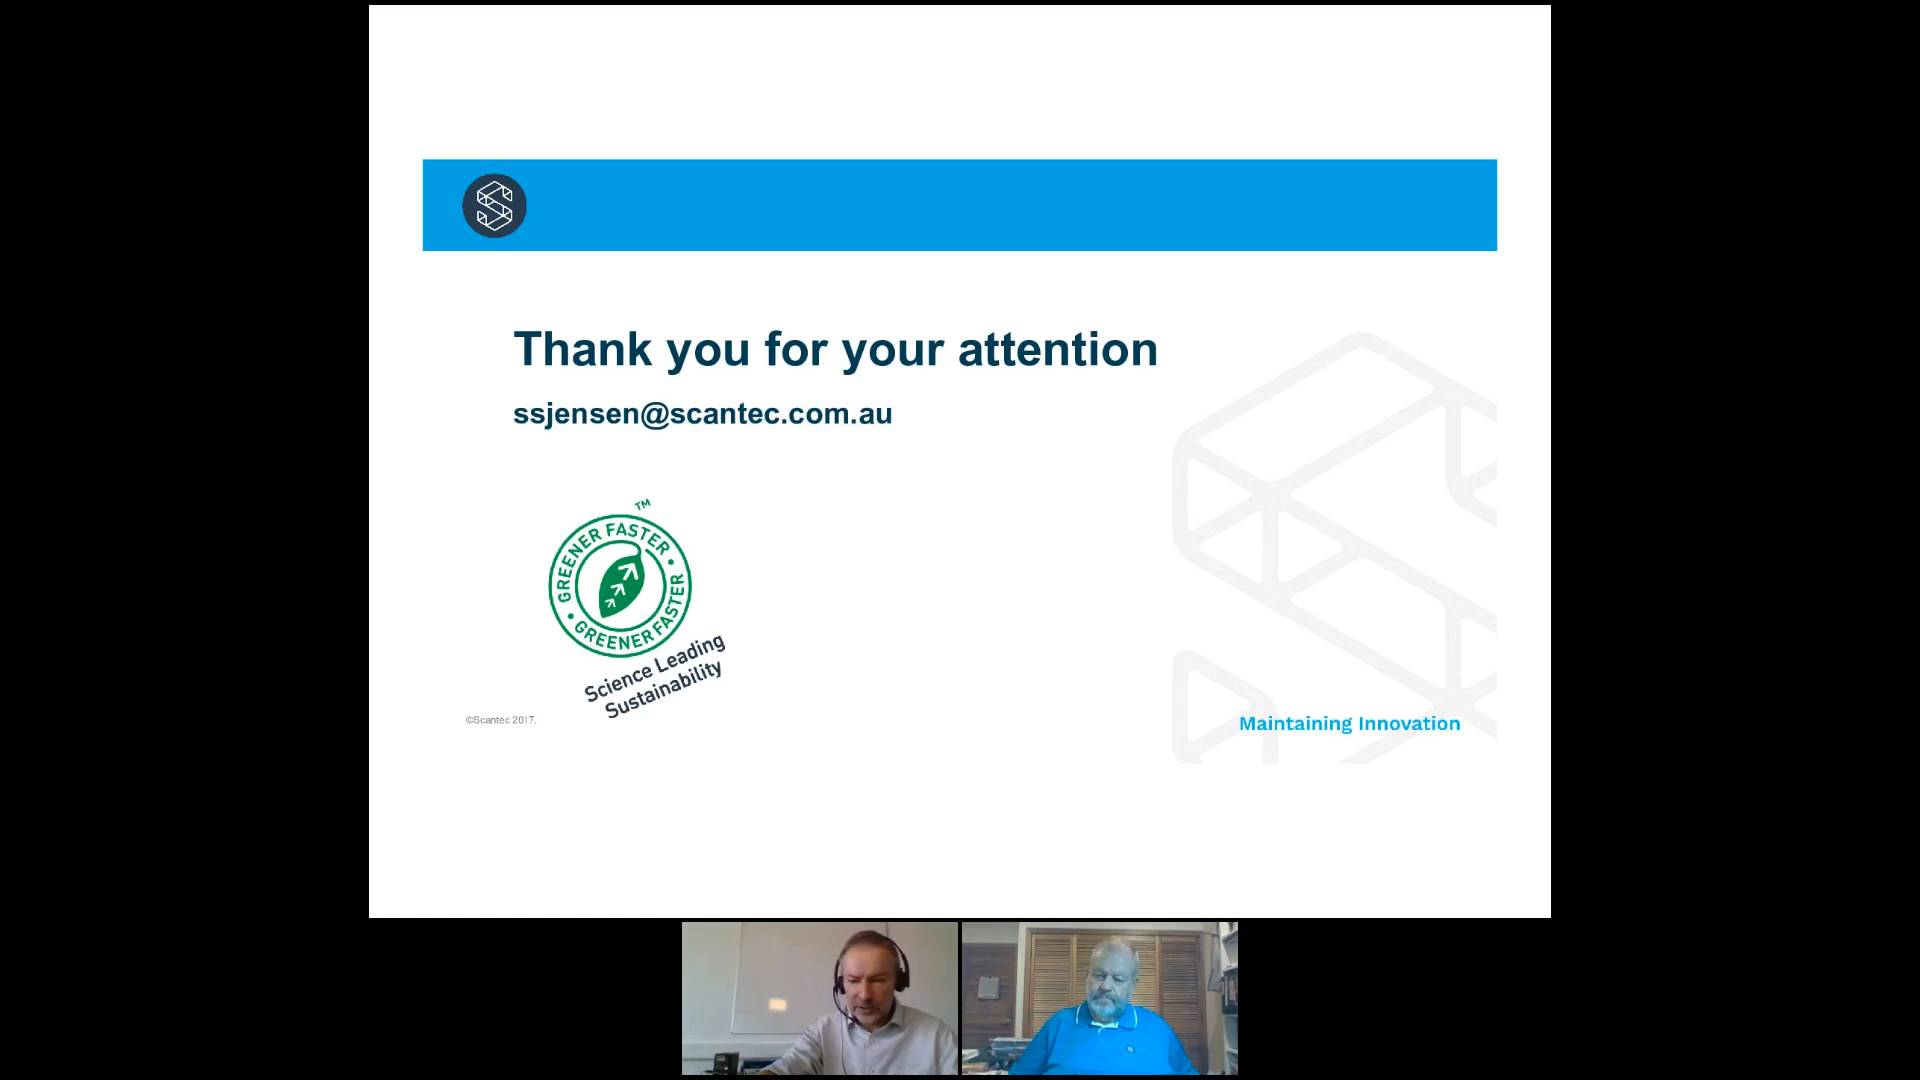 Thank you for your attention
ssjensen@scantec.com.au
TM
GREENER FASTER •
GREENER FASTER •
Science Leading
Sustainability
©Scantec 2017.
Maintaining Innovation